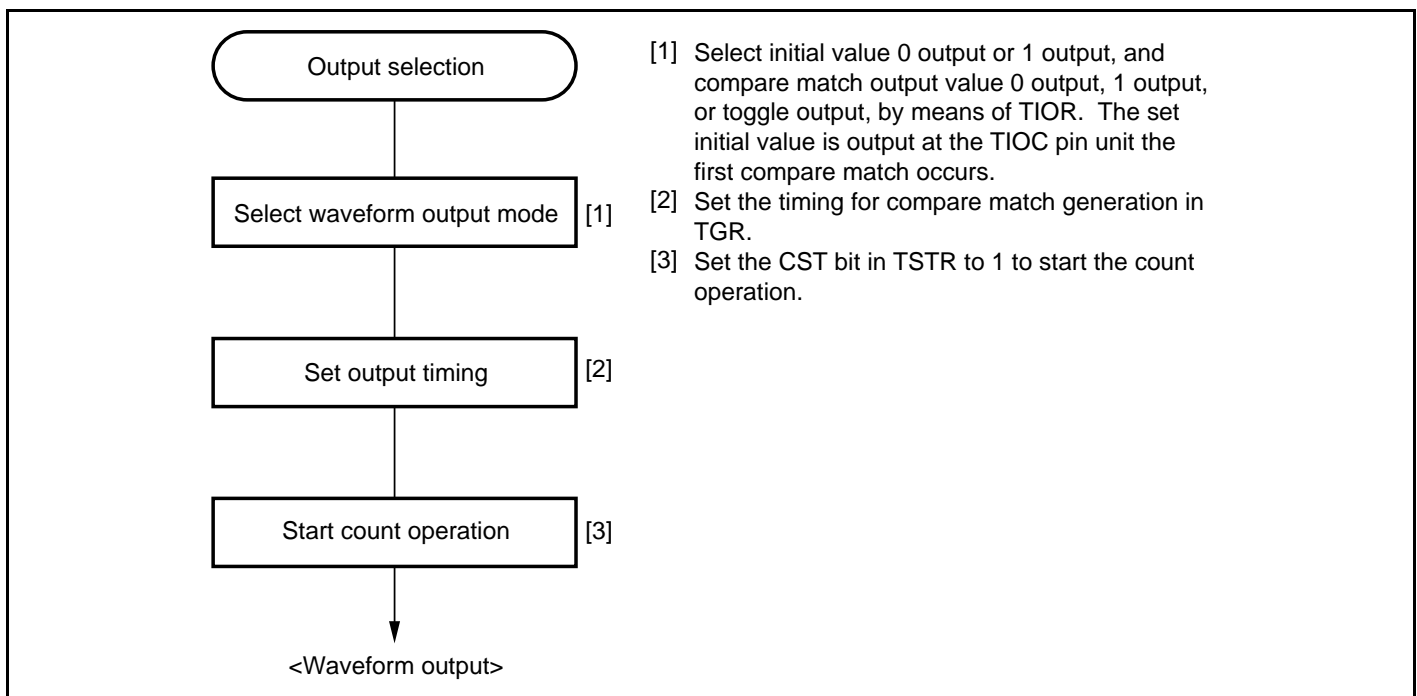 Output selection
Select waveform output mode [1]
Set output timing [2]
Start count operation [3]
<Waveform output>
[1] Select initial value 0 output or 1 output, and
compare match output value 0 output, 1 output,
or toggle output, by means of TIOR. The set
initial value is output at the TIOC pin unit the
first compare match occurs.
[2] Set the timing for compare match generation in
TGR.
[3] Set the CST bit in TSTR to 1 to start the count
operation.